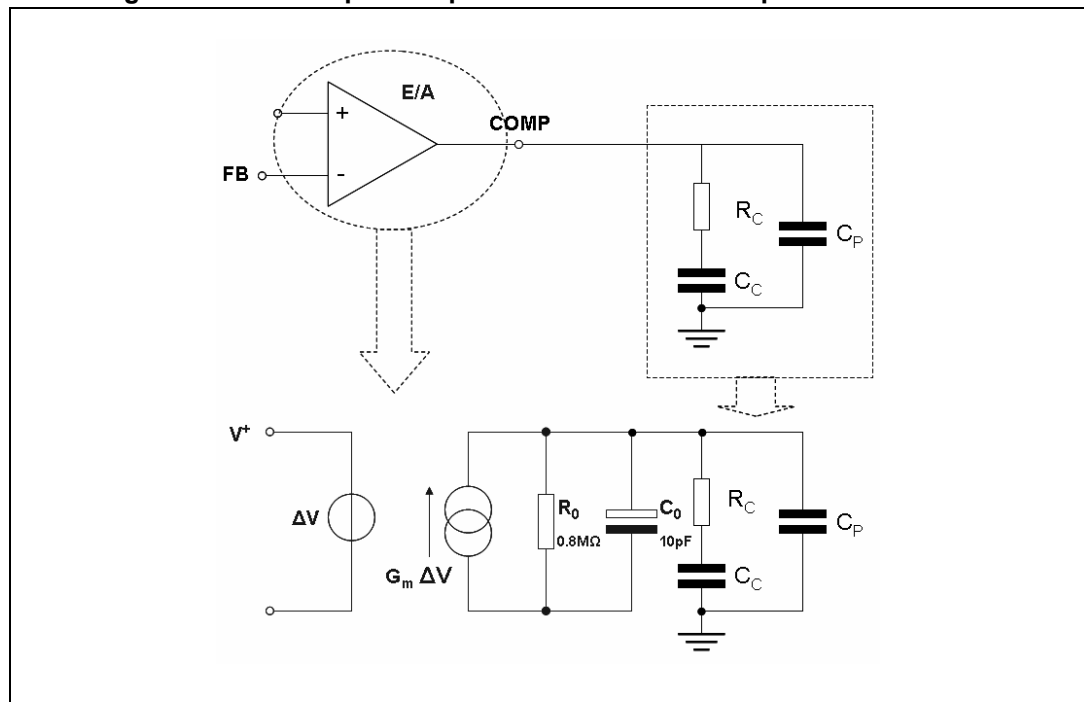 E/A
+
COMP
FB
-
R_C
C_P
C_C
V⁺
ΔV
G_m ΔV
R_0
0.8MΩ
C_0
10pF
R_C
C_P
C_C